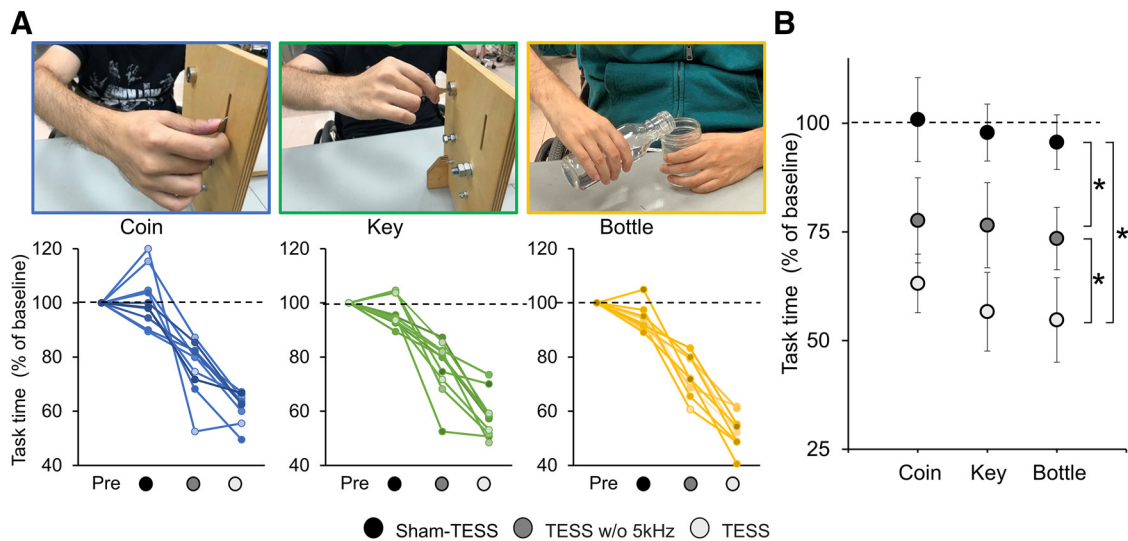 A
B
Coin
Key
Bottle
Task time (% of baseline)
120
100
80
60
40
Pre
120
100
80
60
40
Pre
120
100
80
60
40
Pre
Task time (% of baseline)
100
75
50
25
*
*
*
Coin
Key
Bottle
Sham-TESS
TESS w/o 5kHz
TESS